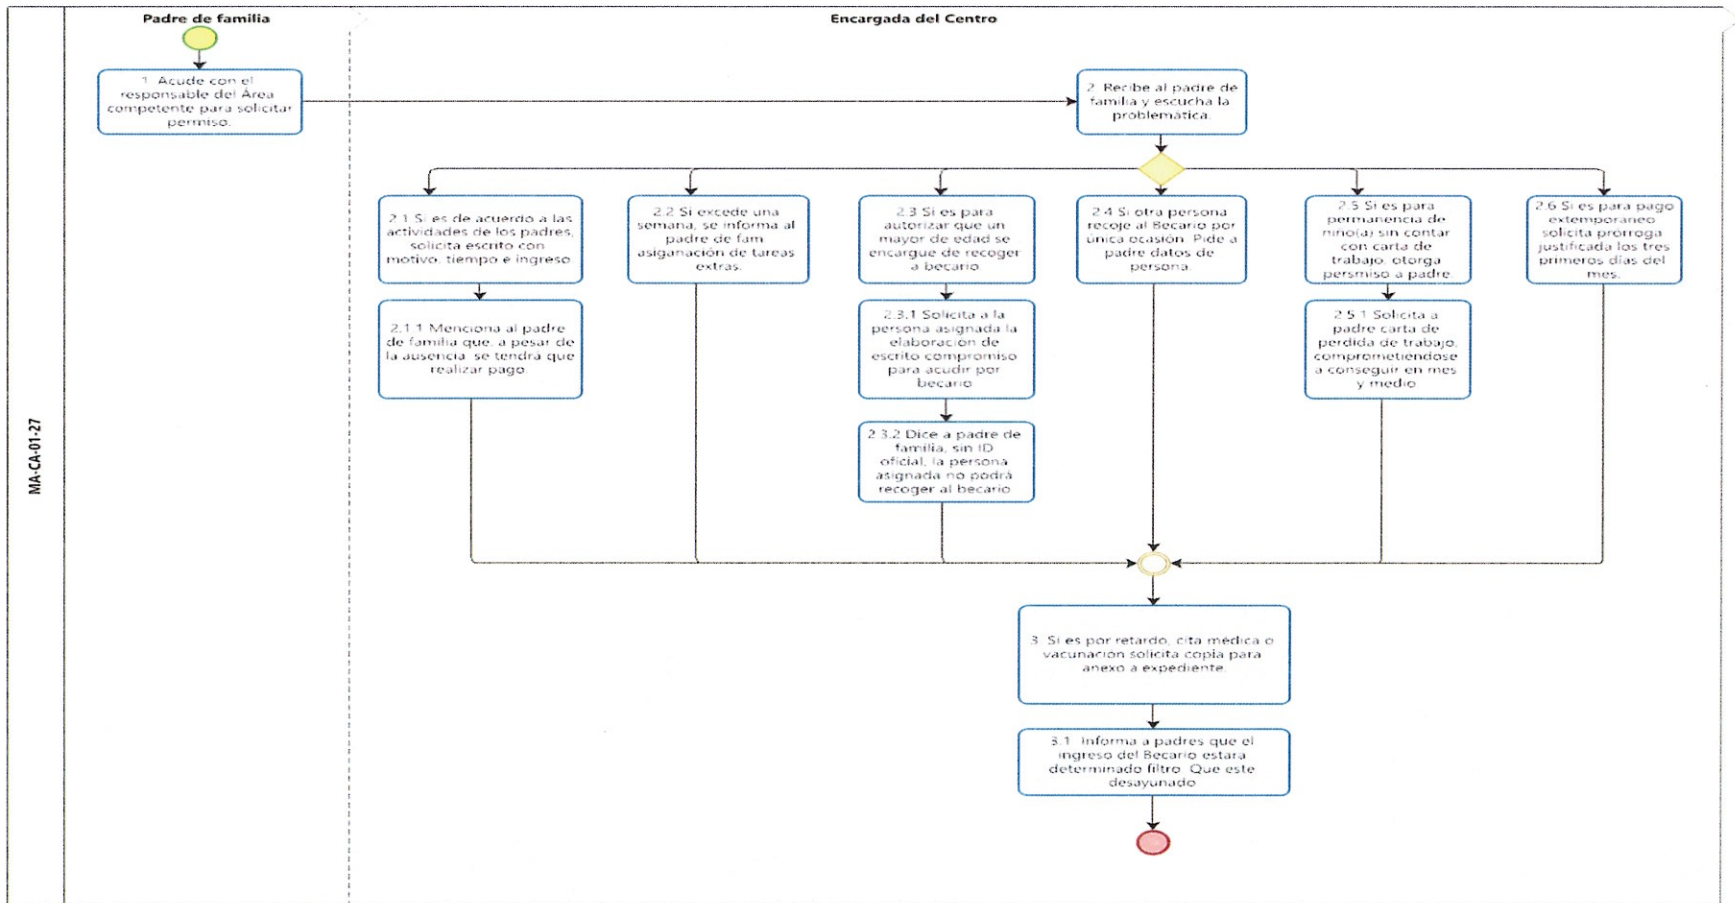 Padre de familia
Encargada del Centro
MA-CA-01-27
1. Acude con el
responsable del Área
competente para solicitar
permiso.
2. Recibe al padre de
familia y escucha la
problemática.
2.1 Si es de acuerdo a las
actividades de los padres,
solicita escrito con
motivo, tiempo e ingreso
2.1.1 Menciona al padre
de familia que, a pesar de
la ausencia, se tendrá que
realizar pago.
2.2 Si excede una
semana, se informa al
padre de fam
asiganación de tareas
extras.
2.3 Si es para
autorizar que un
mayor de edad se
encargue de recoger
a becario
2.3.1 Solicita a la
persona asignada la
elaboración de
escrito compromiso
para acudir por
becario
2.3.2 Dice a padre de
familia, sin ID
oficial, la persona
asignada no podrá
recoger al becario
2.4 Si otra persona
recoje al Becario por
única ocasión. Pide a
padre datos de
persona.
2.5 Si es para
permanencia de
niño(a) sin contar
con carta de
trabajo, otorga
persmiso a padre.
2.5.1 Solicita a
padre carta de
perdida de trabajo,
comprometiéndose
a conseguir en mes
y medio
2.6 Si es para pago
extemporáneo
solicita prórroga
justificada los tres
primeros días del
mes.
3. Si es por retardo, cita médica o
vacunación solicita copia para
anexo a expediente.
3.1. Informa a padres que el
ingreso del Becario estara
determinado filtro. Que este
desayunado